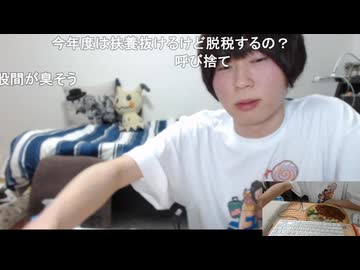 今年度は扶養抜けるけど脱税するの？
呼び捨て
股間が臭そう